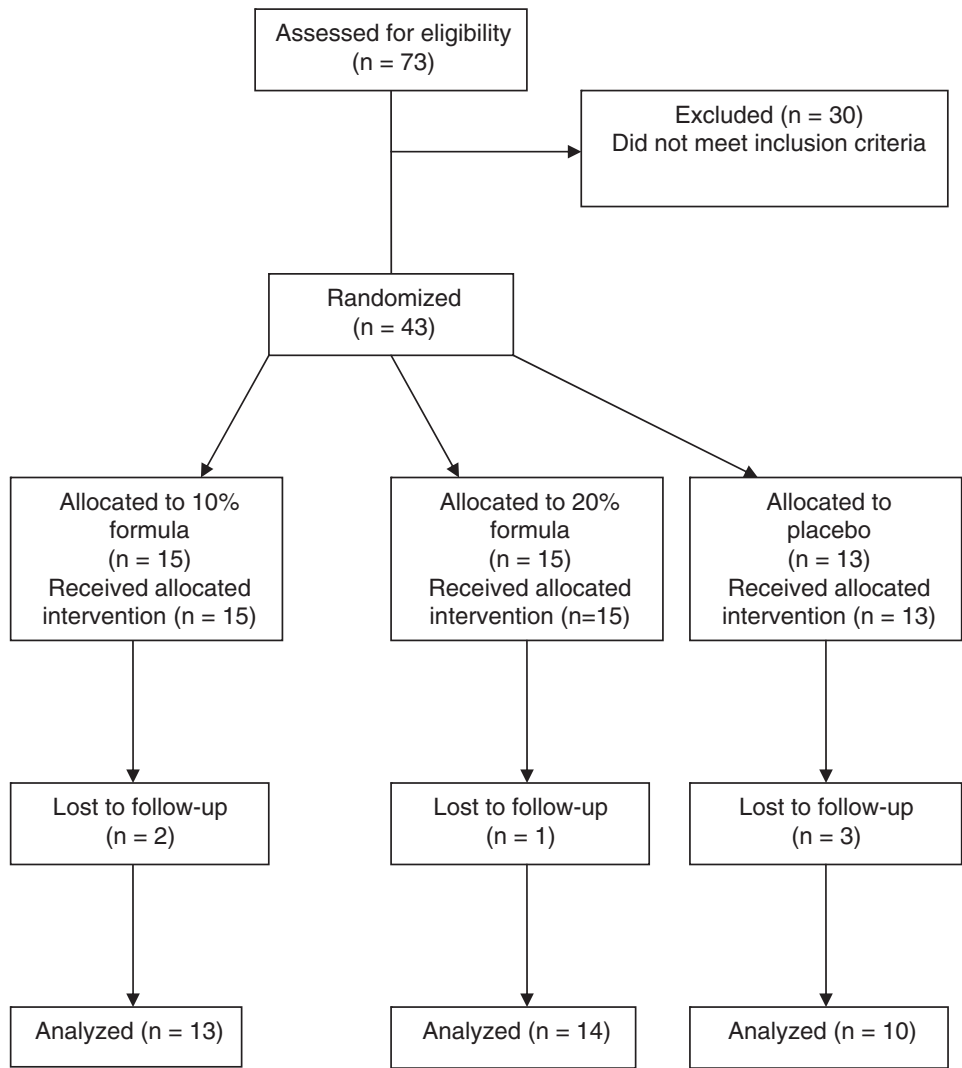 Assessed for eligibility
(n = 73)
Excluded (n = 30)
Did not meet inclusion criteria
Randomized
(n = 43)
Allocated to 10%
formula
(n = 15)
Received allocated
intervention (n = 15)
Allocated to 20%
formula
(n = 15)
Received allocated
intervention (n=15)
Allocated to
placebo
(n = 13)
Received allocated
intervention (n = 13)
Lost to follow-up
(n = 2)
Lost to follow-up
(n = 1)
Lost to follow-up
(n = 3)
Analyzed (n = 13)
Analyzed (n = 14)
Analyzed (n = 10)